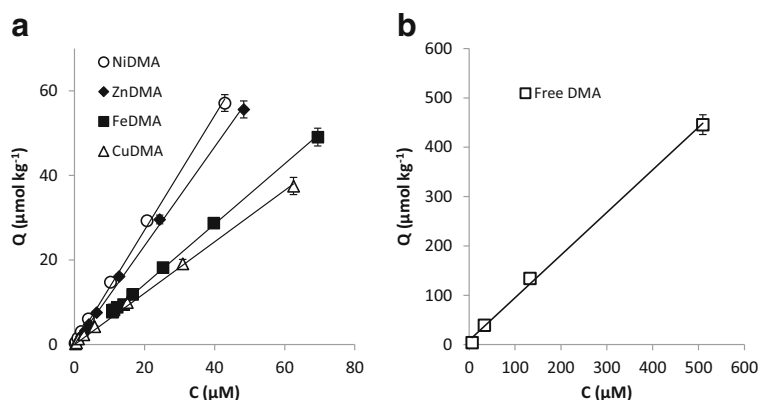 a
Q (µmol kg⁻¹)
60
40
20
0
NiDMA
ZnDMA
FeDMA
CuDMA
0 20 40 60 80
C (µM)
b
Q (µmol kg⁻¹)
600
500
400
300
200
100
0
Free DMA
0 100 200 300 400 500 600
C (µM)